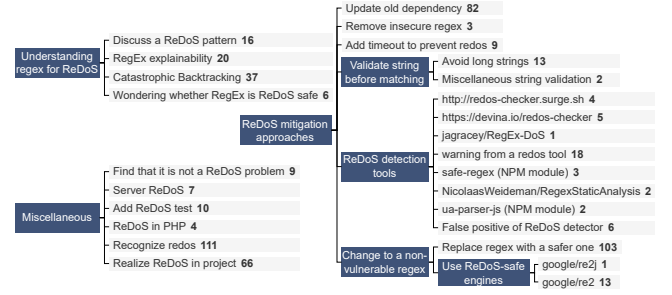 Understanding
regex for ReDoS
Discuss a ReDoS pattern 16
RegEx explainability 20
Catastrophic Backtracking 37
Wondering whether RegEx is ReDoS safe 6
Miscellaneous
Find that it is not a ReDoS problem 9
Server ReDoS 7
Add ReDoS test 10
ReDoS in PHP 4
Recognize redos 111
Realize ReDoS in project 66
ReDoS mitigation
approaches
Update old dependency 82
Remove insecure regex 3
Add timeout to prevent redos 9
Validate string
before matching
Avoid long strings 13
Miscellaneous string validation 2
ReDoS detection
tools
http://redos-checker.surge.sh 4
https://devina.io/redos-checker 5
jagracey/RegEx-DoS 1
warning from a redos tool 18
safe-regex (NPM module) 3
NicolaasWeideman/RegexStaticAnalysis 2
ua-parser-js (NPM module) 2
False positive of ReDoS detector 6
Change to a non-
vulnerable regex
Replace regex with a safer one 103
Use ReDoS-safe
engines
google/re2j 1
google/re2 13